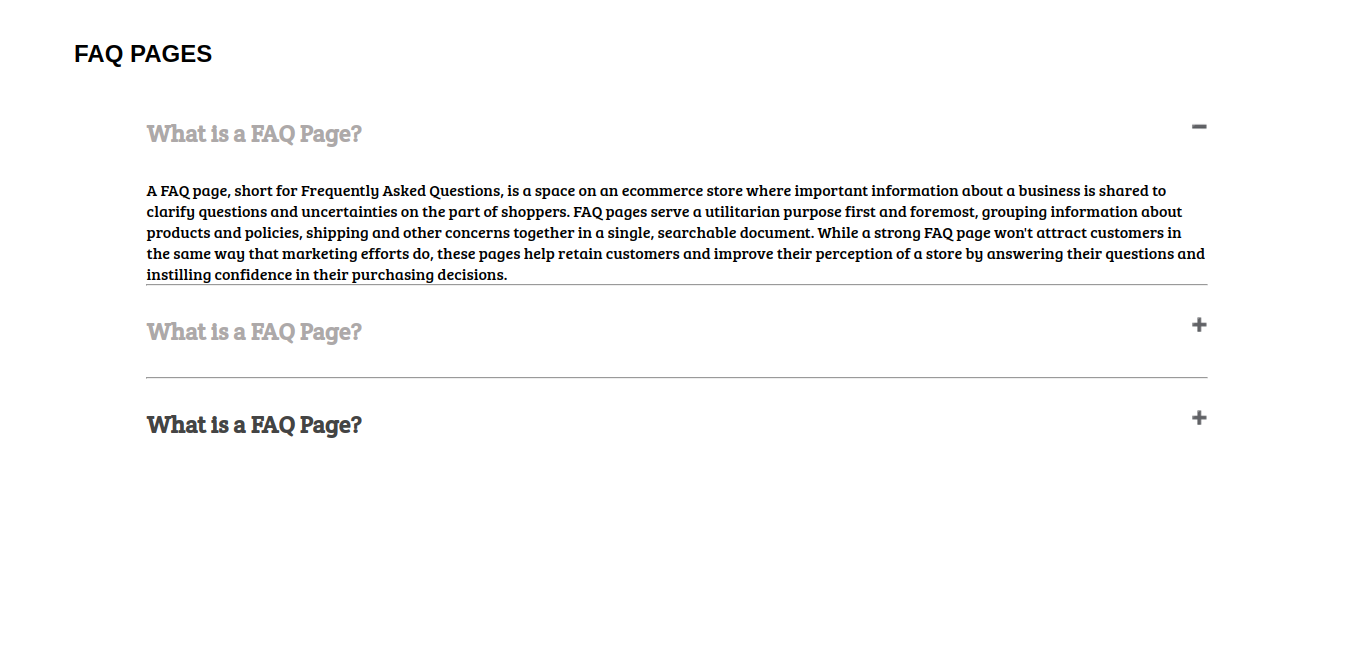 FAQ PAGES
What is a FAQ Page?
A FAQ page, short for Frequently Asked Questions, is a space on an ecommerce store where important information about a business is shared to
clarify questions and uncertainties on the part of shoppers. FAQ pages serve a utilitarian purpose first and foremost, grouping information about
products and policies, shipping and other concerns together in a single, searchable document. While a strong FAQ page won't attract customers in
the same way that marketing efforts do, these pages help retain customers and improve their perception of a store by answering their questions and
instilling confidence in their purchasing decisions.
What is a FAQ Page?
What is a FAQ Page?